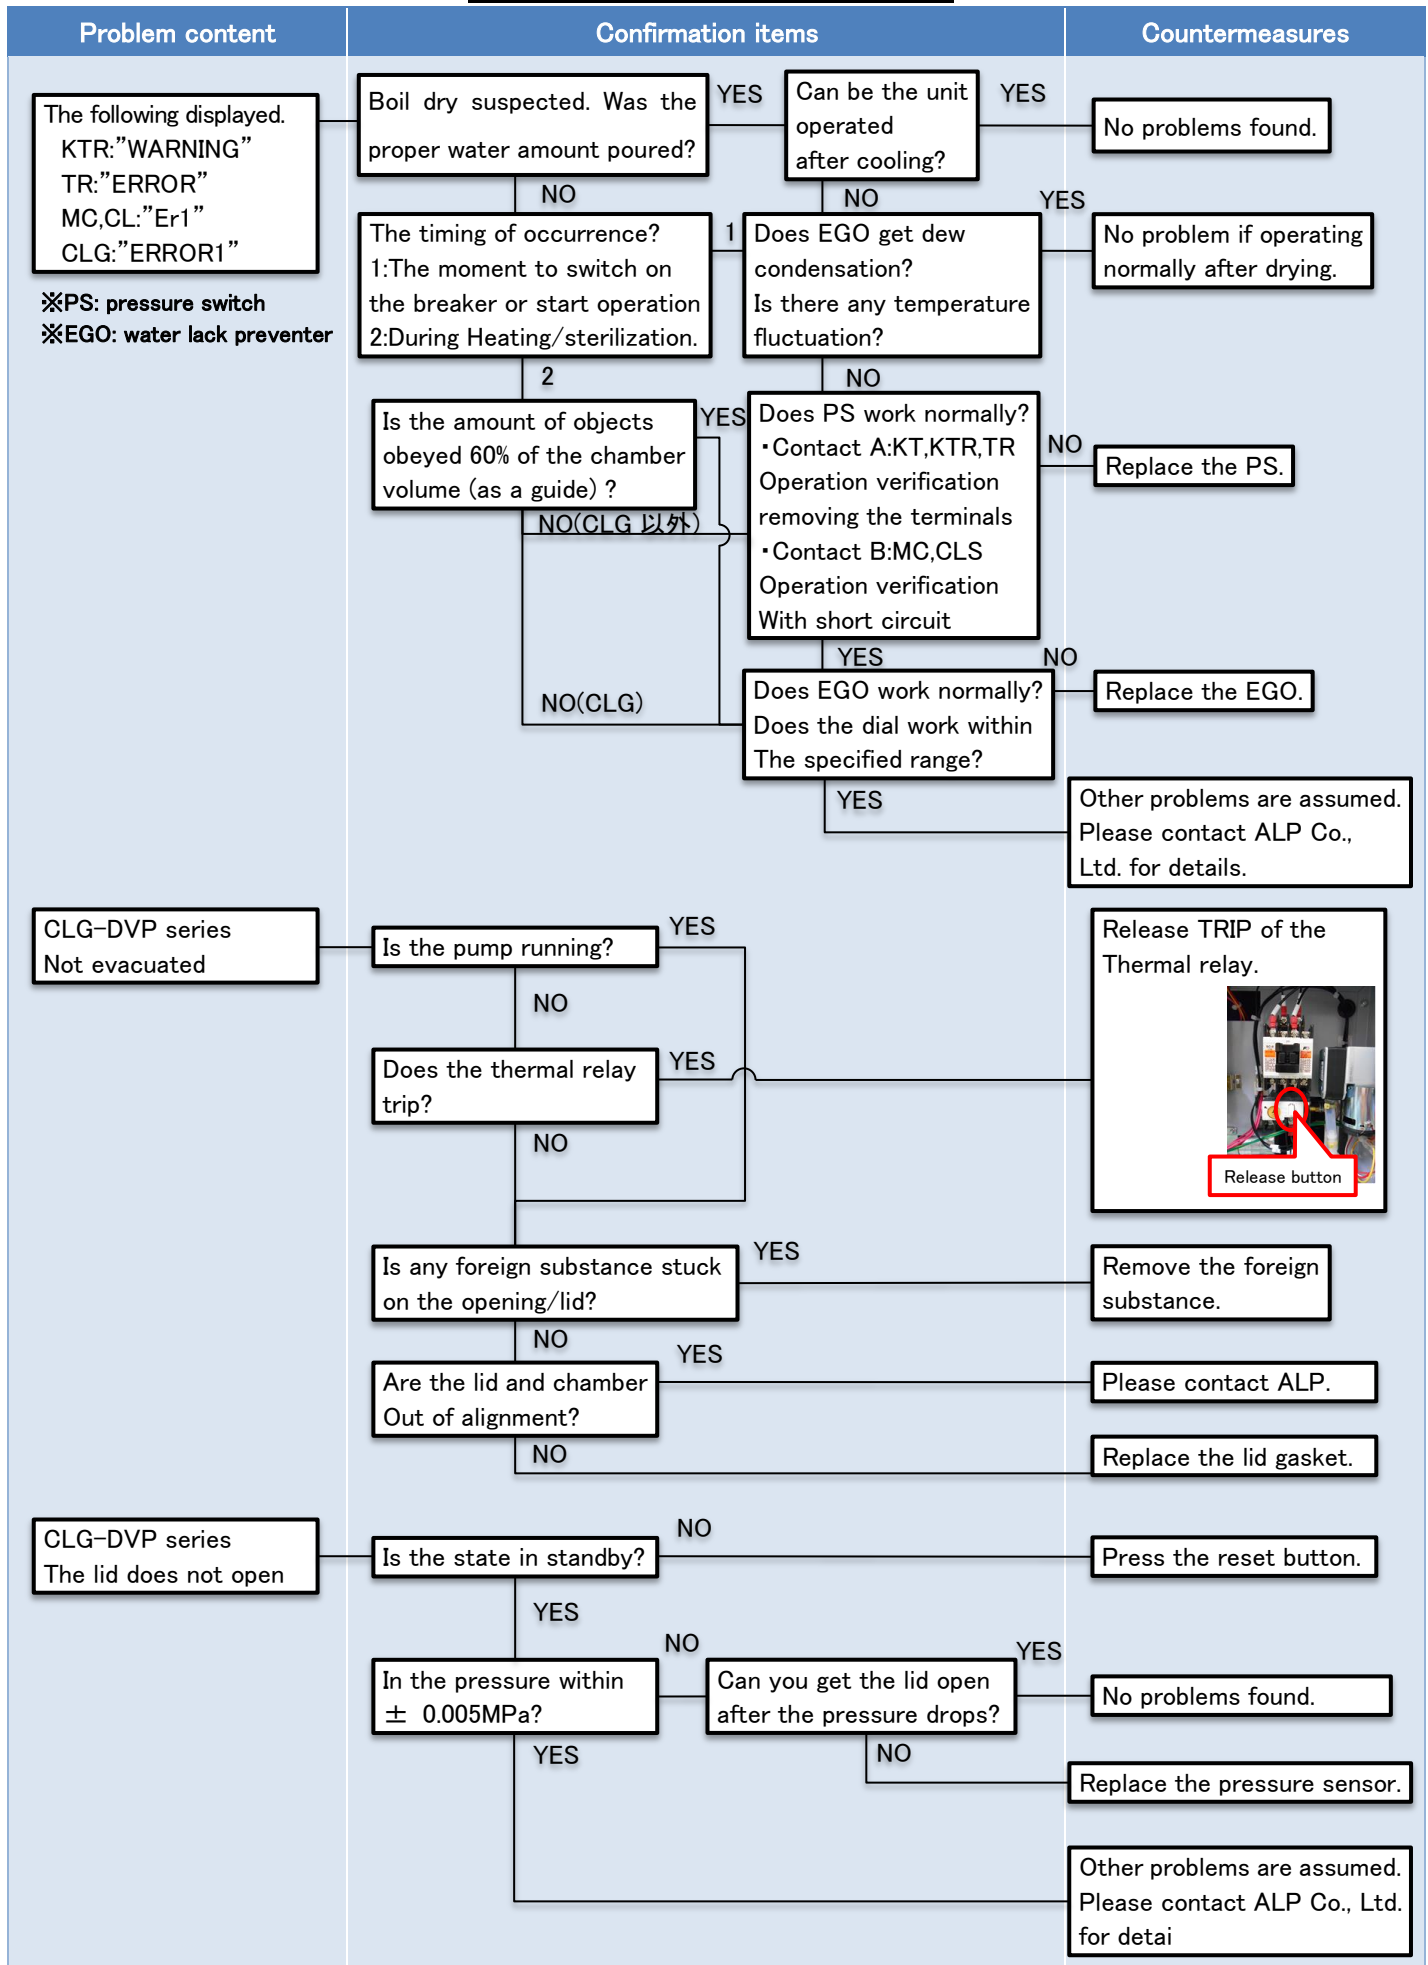 Problem content
Confirmation items
Countermeasures
The following displayed.
KTR:”WARNING”
TR:”ERROR”
MC,CL:”Er1”
CLG:”ERROR1”
※PS: pressure switch
※EGO: water lack preventer
Boil dry suspected. Was the
proper water amount poured?
YES
Can be the unit
operated
after cooling?
YES
No problems found.
NO
NO
YES
The timing of occurrence?
1:The moment to switch on
the breaker or start operation
2:During Heating/sterilization.
1
Does EGO get dew
condensation?
Is there any temperature
fluctuation?
No problem if operating
normally after drying.
2
NO
Is the amount of objects
obeyed 60% of the chamber
volume (as a guide) ?
YES
NO(CLG 以外)
Does PS work normally?
・Contact A:KT,KTR,TR
Operation verification
removing the terminals
・Contact B:MC,CLS
Operation verification
With short circuit
NO
Replace the PS.
YES
NO
NO(CLG)
Does EGO work normally?
Does the dial work within
The specified range?
Replace the EGO.
YES
Other problems are assumed.
Please contact ALP Co.,
Ltd. for details.
CLG-DVP series
Not evacuated
Is the pump running?
YES
NO
Does the thermal relay
trip?
YES
NO
Release TRIP of the
Thermal relay.
Release button
Is any foreign substance stuck
on the opening/lid?
YES
Remove the foreign
substance.
NO
Are the lid and chamber
Out of alignment?
YES
Please contact ALP.
NO
Replace the lid gasket.
CLG-DVP series
The lid does not open
Is the state in standby?
NO
Press the reset button.
YES
In the pressure within
± 0.005MPa?
NO
Can you get the lid open
after the pressure drops?
YES
No problems found.
YES
NO
Replace the pressure sensor.
Other problems are assumed.
Please contact ALP Co., Ltd.
for detai